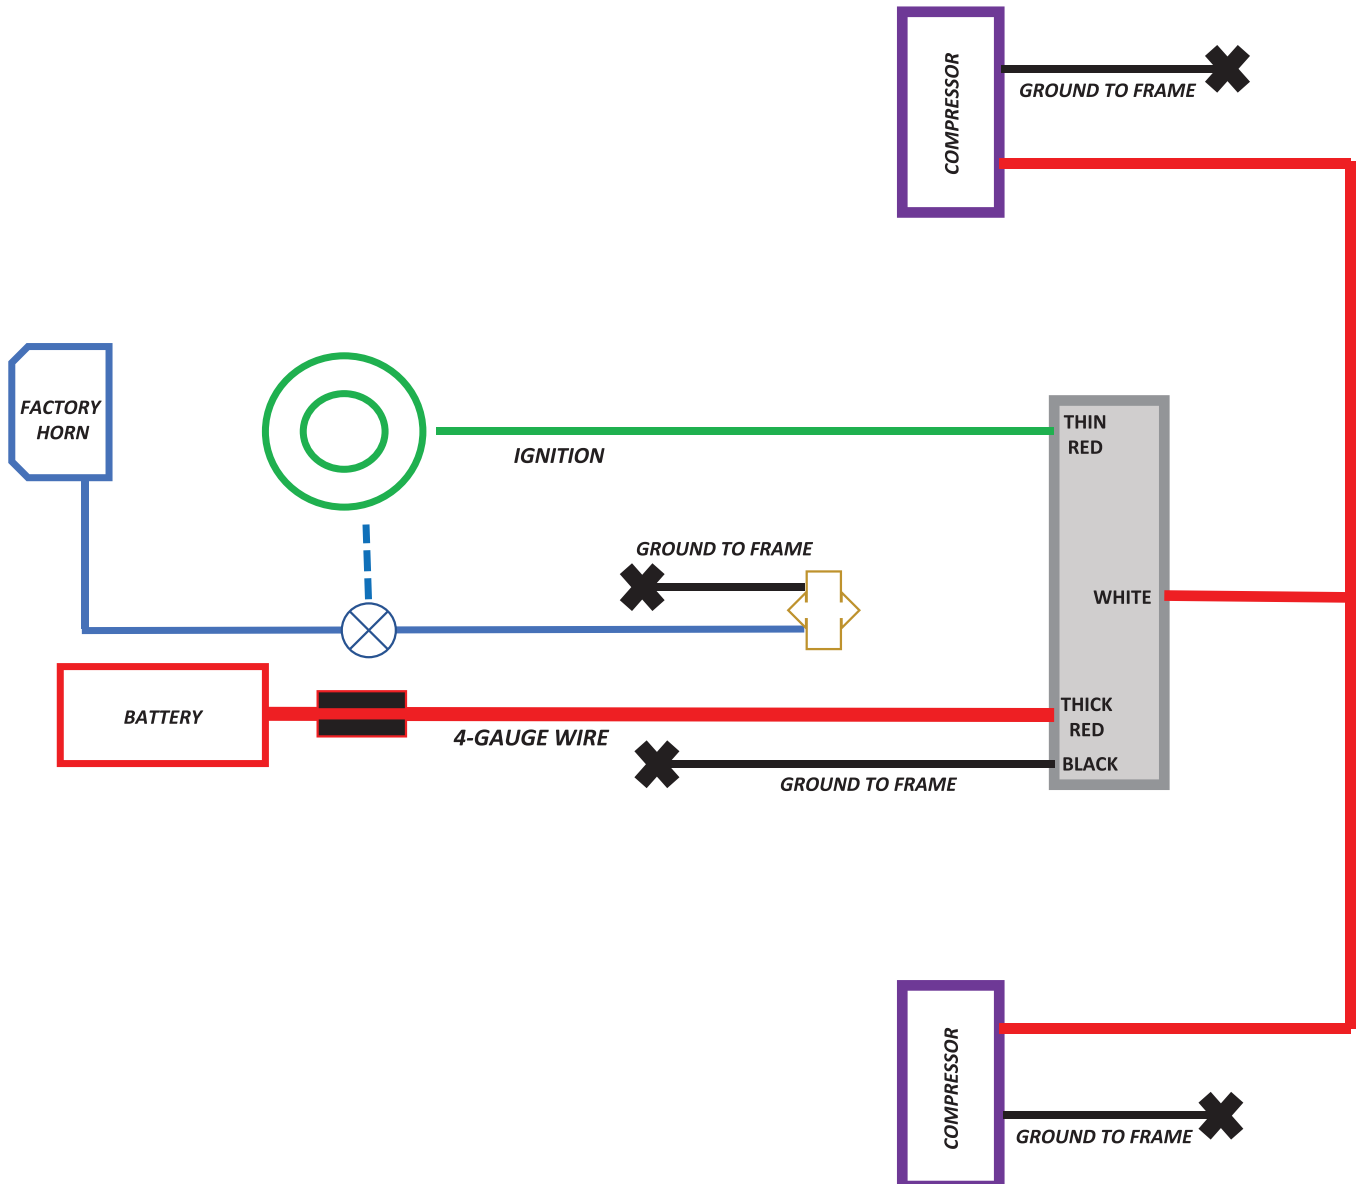 COMPRESSOR
GROUND TO FRAME
FACTORY
HORN
IGNITION
THIN
RED
GROUND TO FRAME
WHITE
BATTERY
4-GAUGE WIRE
THICK
RED
BLACK
GROUND TO FRAME
COMPRESSOR
GROUND TO FRAME